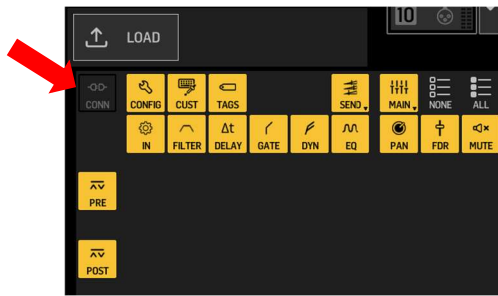 10
LOAD
CONN CONFIG CUST TAGS SEND MAIN NONE ALL
IN FILTER Δt DELAY GATE DYN EQ PAN FDR MUTE
PRE
POST